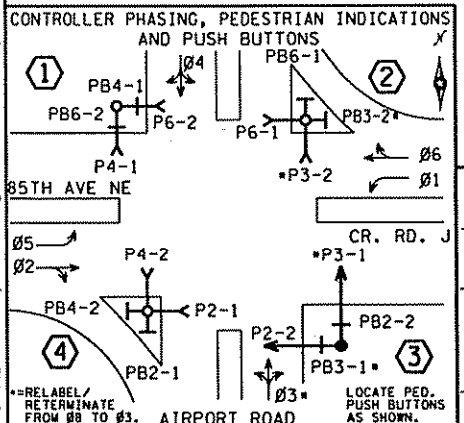 CONTROLLER PHASING, PEDESTRIAN INDICATIONS
AND PUSH BUTTONS
N
1
PB4-1
PB6-2
P6-2
P4-1
Ø4
PB6-1
2
P6-1
PB3-2*
*P3-2
Ø6
Ø1
85TH AVE NE
CR. RD. J
Ø5
Ø2
P4-2
PB4-2
P2-1
PB2-1
4
*P3-1
P2-2
PB2-2
PB3-1*
3
Ø3*
*=RELABEL/
RETERMINATE
FROM Ø8 TO Ø3.
AIRPORT ROAD
LOCATE PED.
PUSH BUTTONS
AS SHOWN.